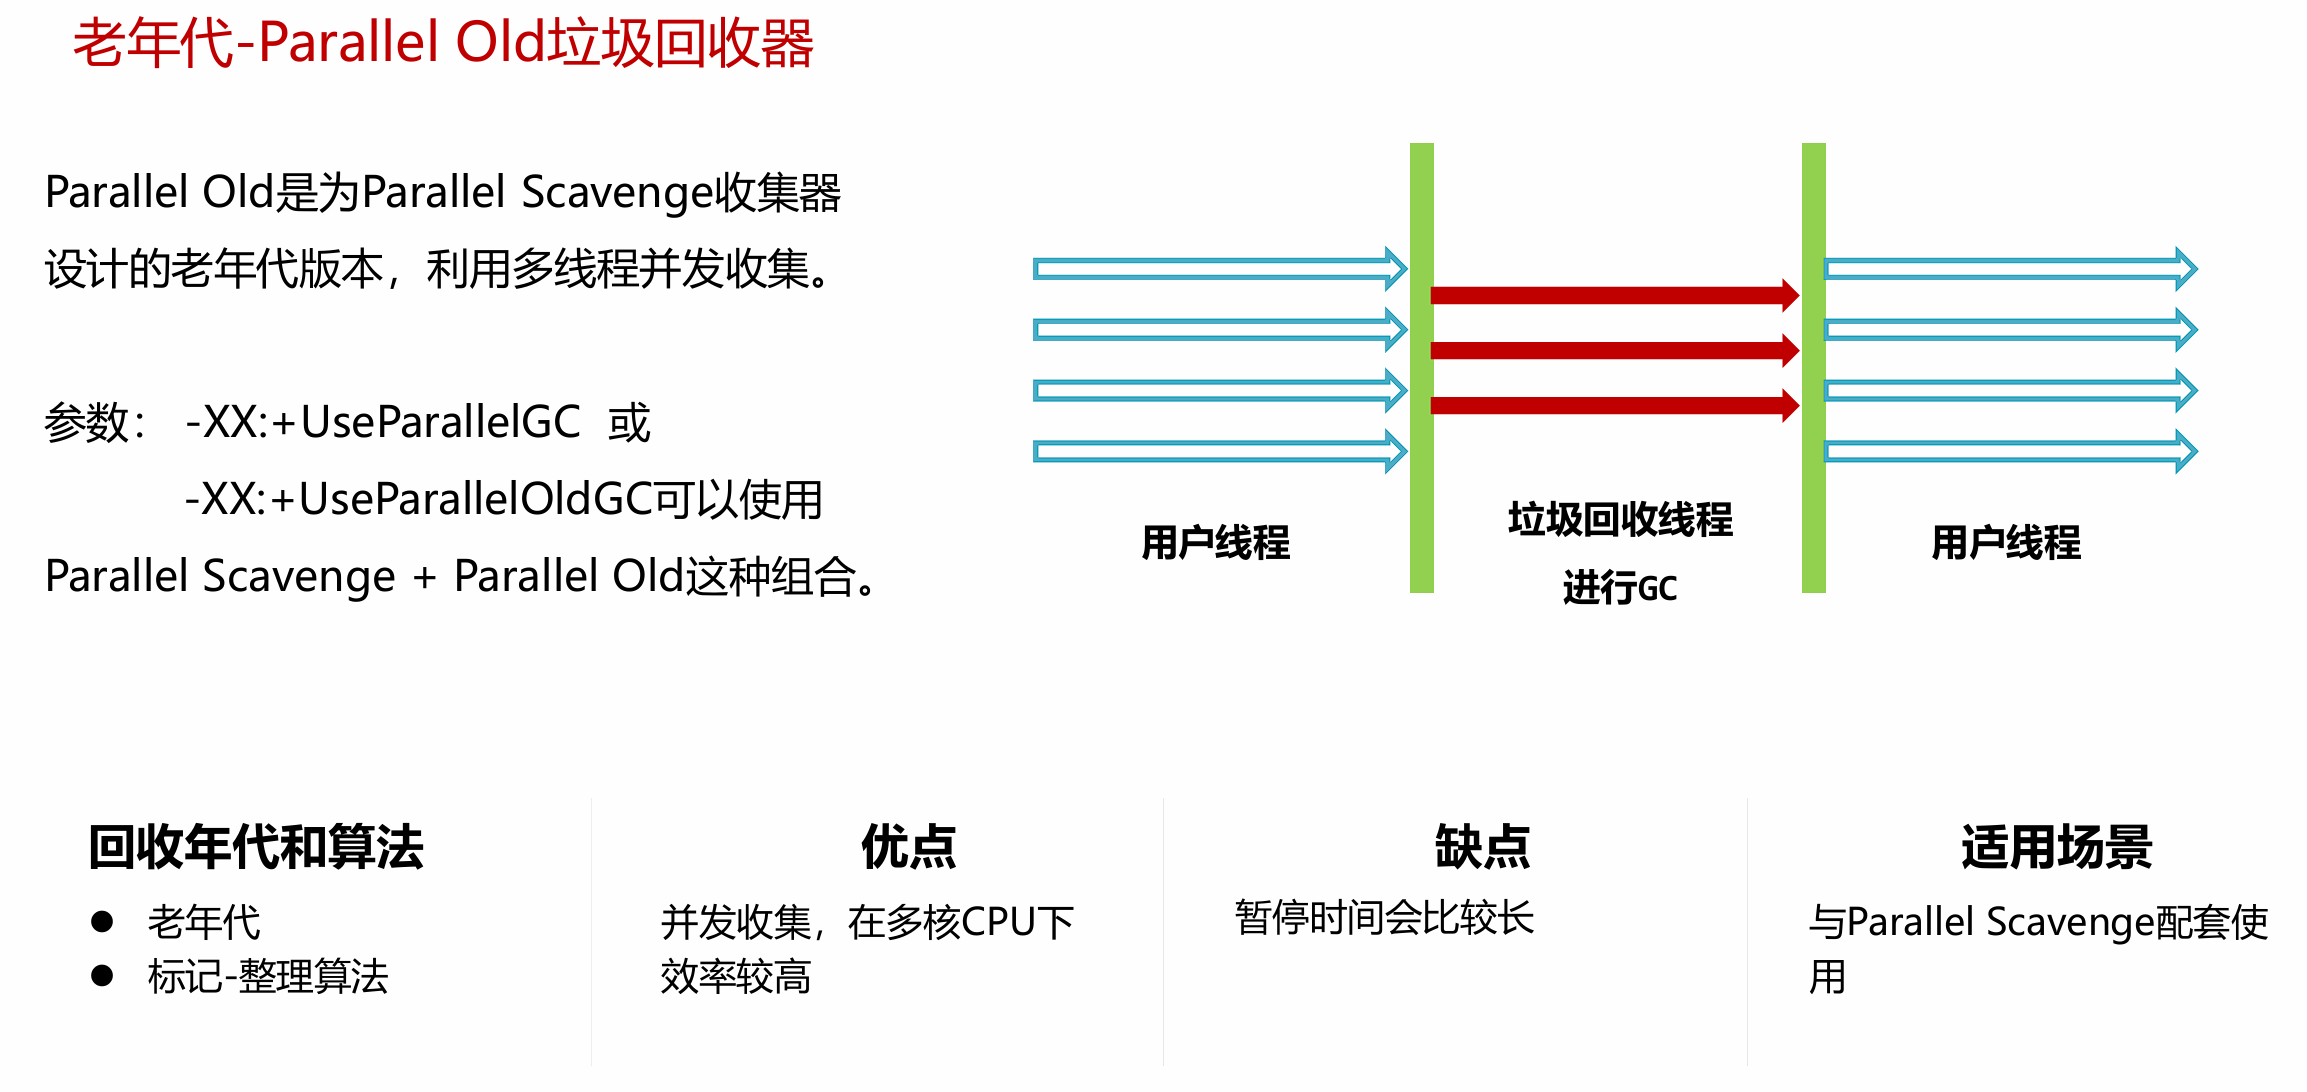 老年代-Parallel Old垃圾回收器
Parallel Old是为Parallel Scavenge收集器
设计的老年代版本，利用多线程并发收集。
参数： -XX:+UseParallelGC 或
-XX:+UseParallelOldGC可以使用
Parallel Scavenge + Parallel Old这种组合。
用户线程
垃圾回收线程
进行GC
用户线程
回收年代和算法
● 老年代
● 标记-整理算法
优点
并发收集，在多核CPU下
效率较高
缺点
暂停时间会比较长
适用场景
与Parallel Scavenge配套使
用